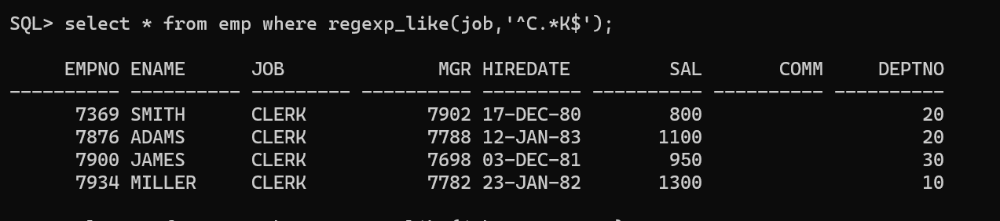 SQL> select * from emp where regexp_like(job,'^C.*K$');
EMPNO ENAME JOB MGR HIREDATE SAL COMM DEPTNO
---------- ---------- --------- ---------- --------- ---------- ---------- ----------
7369 SMITH CLERK 7902 17-DEC-80 800 20
7876 ADAMS CLERK 7788 12-JAN-83 1100 20
7900 JAMES CLERK 7698 03-DEC-81 950 30
7934 MILLER CLERK 7782 23-JAN-82 1300 10